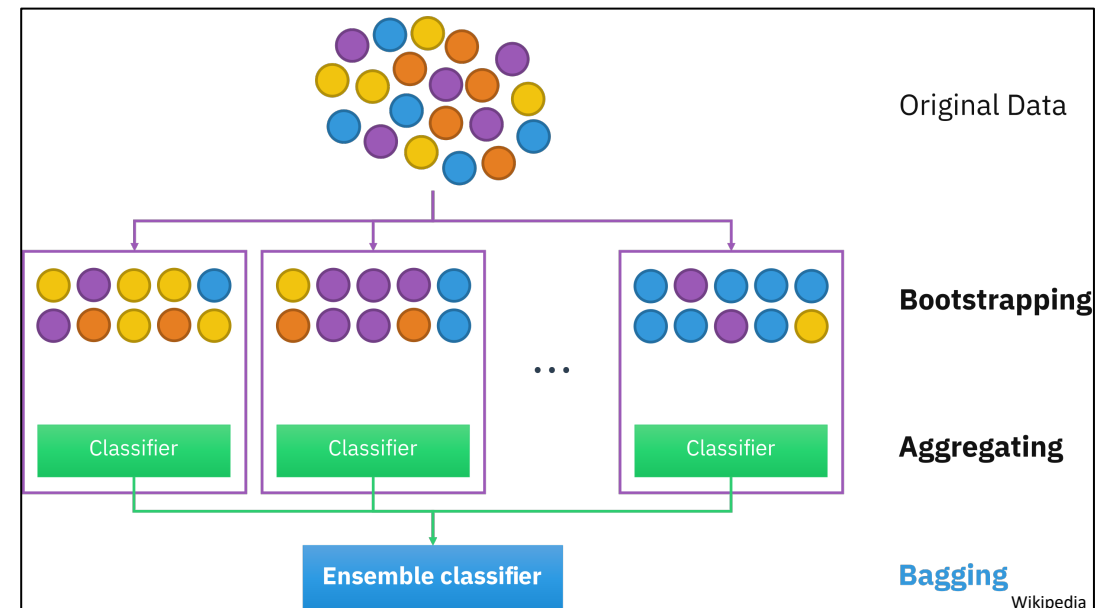 Original Data
Bootstrapping
...
Classifier
Classifier
Classifier
Aggregating
Ensemble classifier
Bagging
Wikipedia